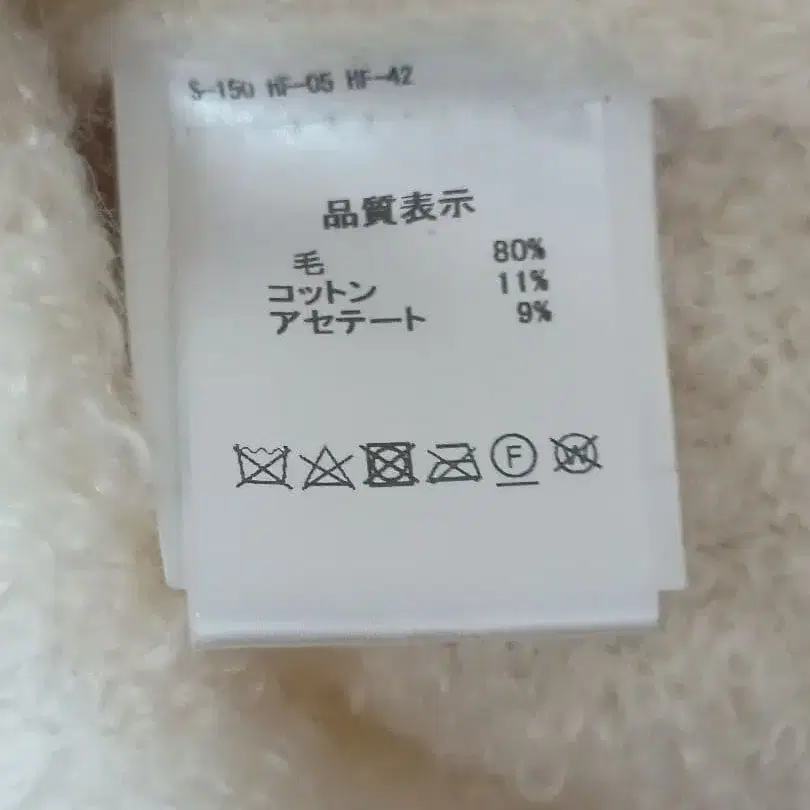 S-150 HF-05 HF-42
品質表示
毛 80%
コットン 11%
アセテート 9%
F W